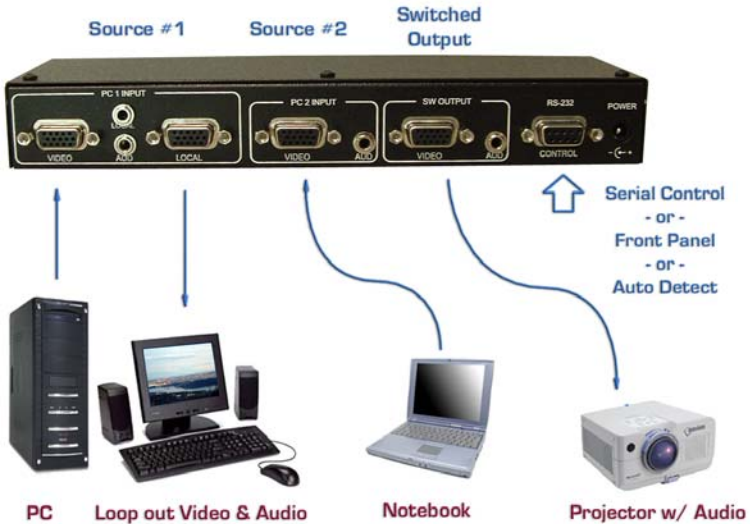 Source #1
Source #2
Switched
Output
PC 1 INPUT
LOCAL
VIDEO
AUD
LOCAL
PC 2 INPUT
VIDEO
AUD
SW OUTPUT
VIDEO
AUD
RS-232
CONTROL
POWER
Serial Control
- or -
Front Panel
- or -
Auto Detect
PC
Loop out Video & Audio
Notebook
Projector w/ Audio